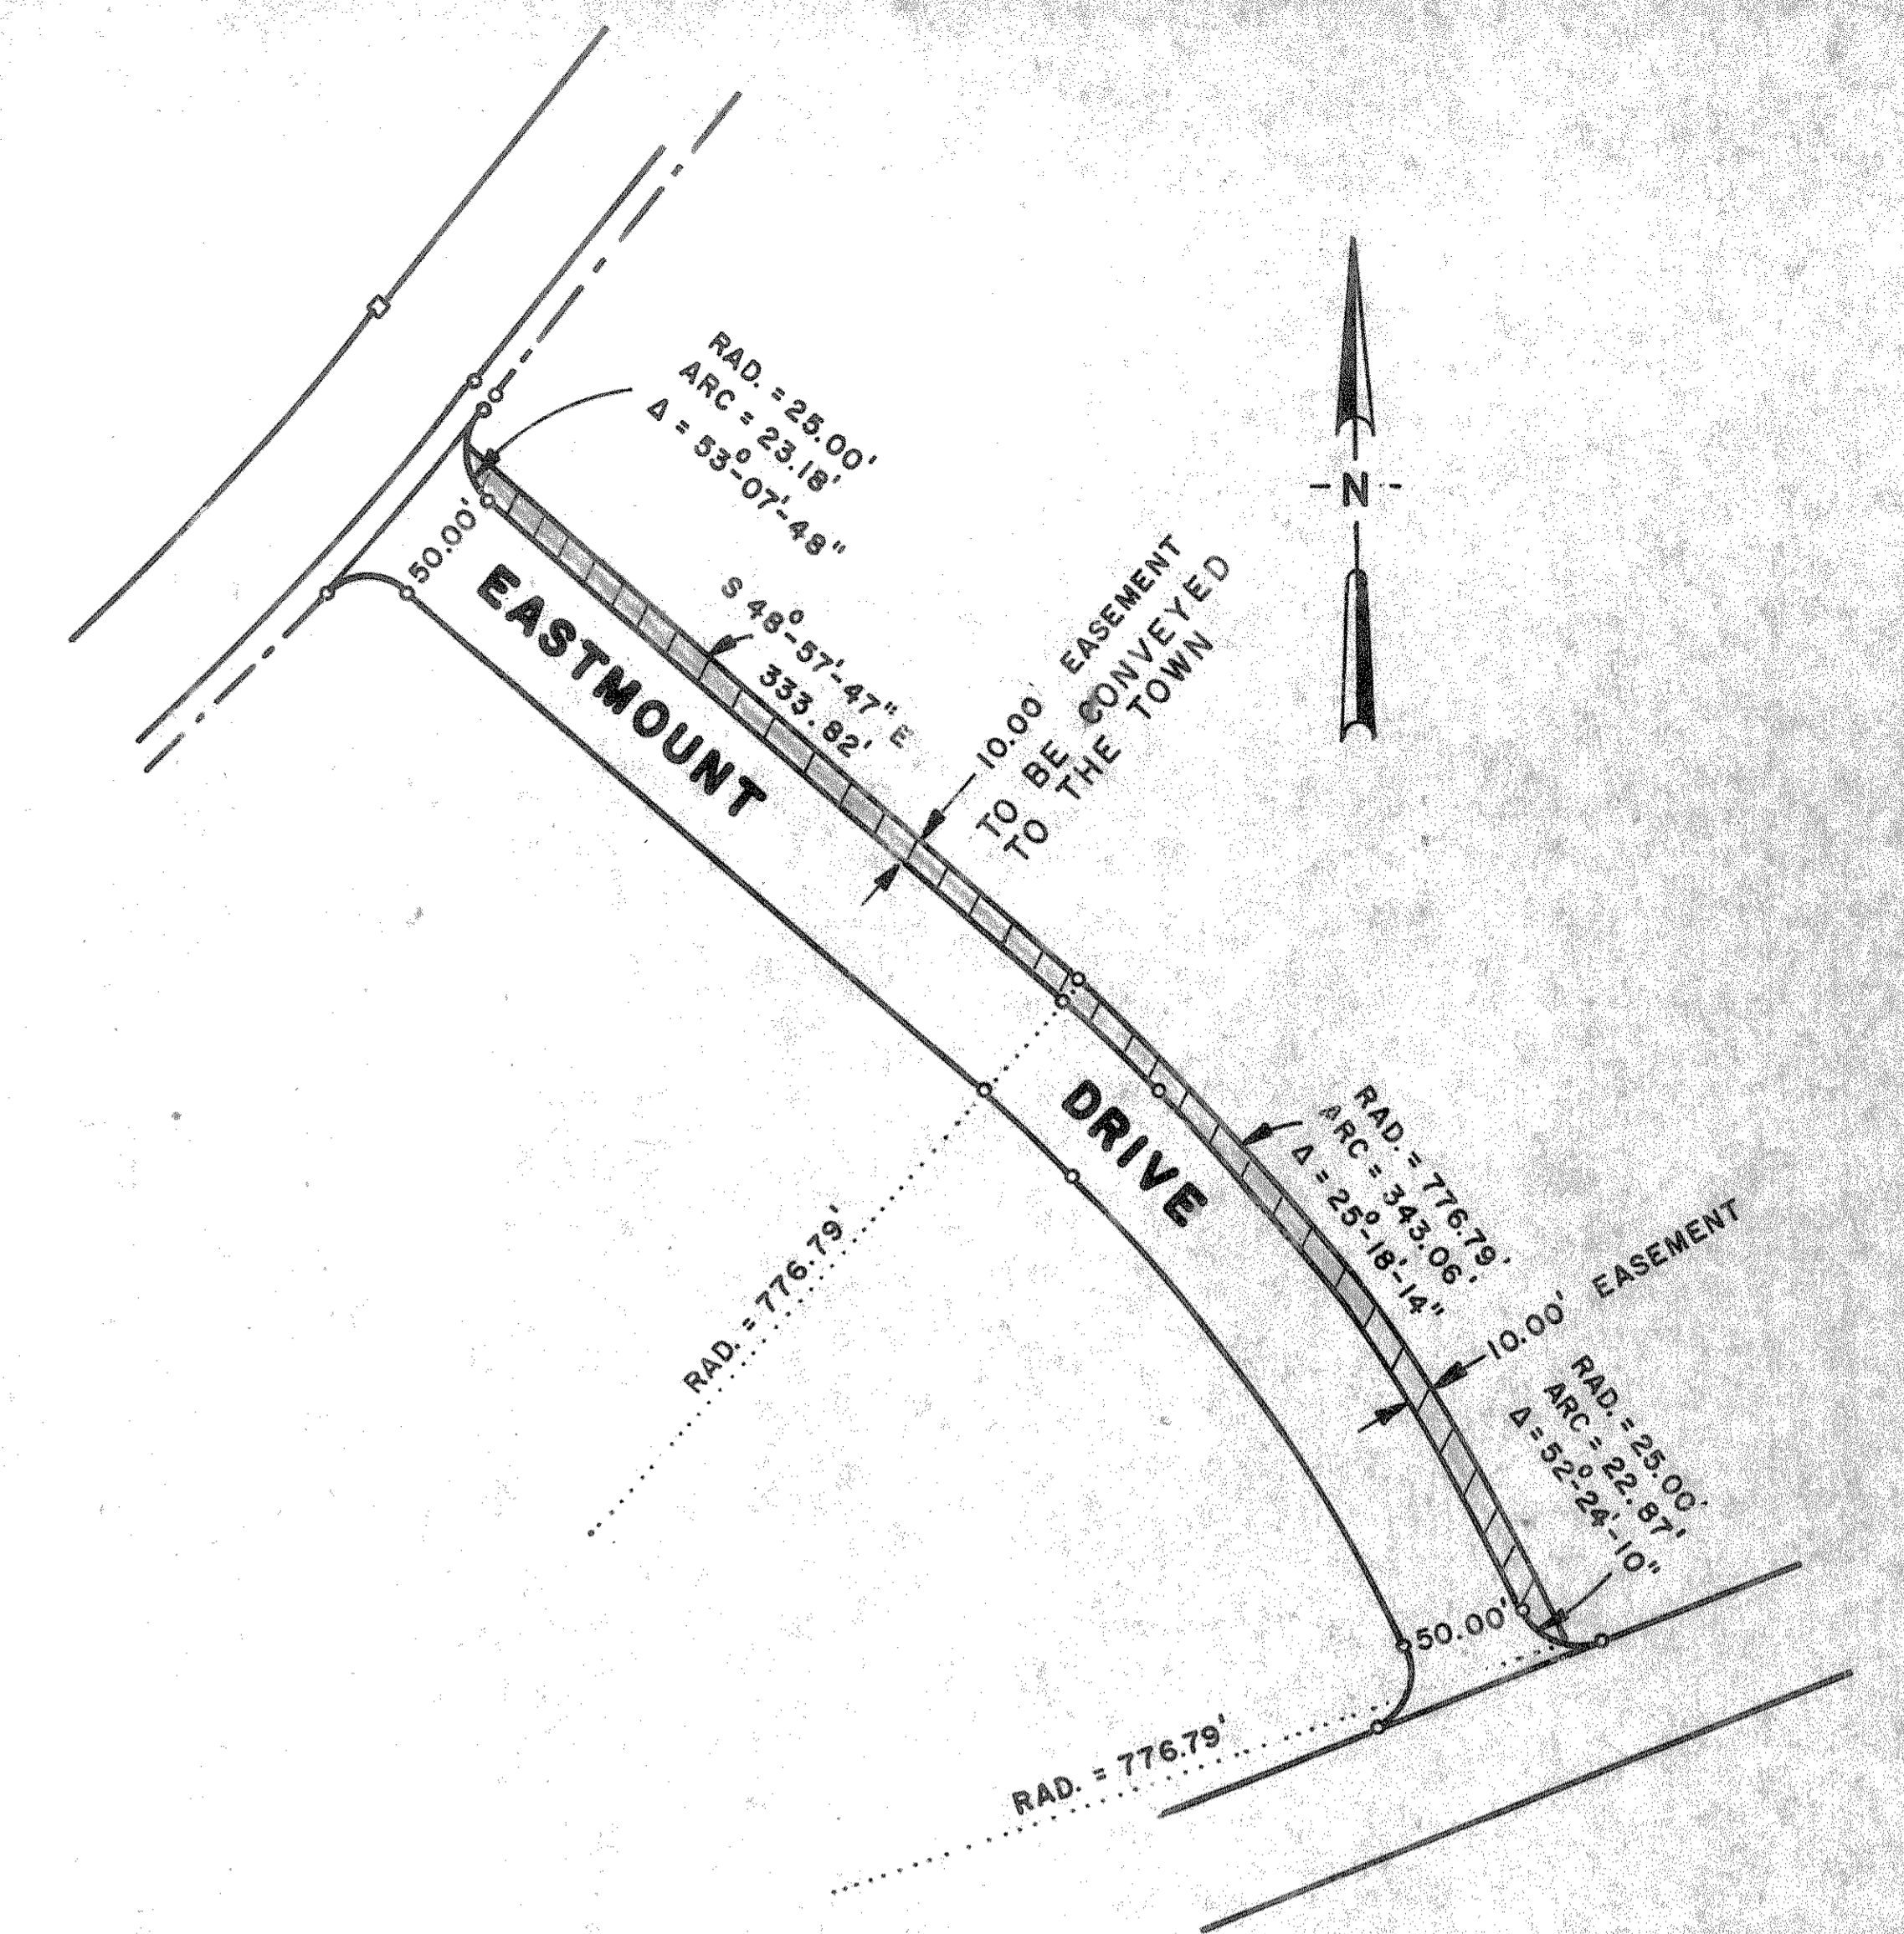 RAD. = 25.00'
ARC = 23.18'
Δ = 53°-07'-48"
N
50.00'
EASTMOUNT
S 48°-57'-47" E
333.82'
10.00' EASEMENT
TO BE CONVEYED
TO THE TOWN
DRIVE
RAD. = 776.79'
ARC = 343.06'
Δ = 25°-18'-14"
RAD. = 776.79'
10.00' EASEMENT
RAD. = 25.00'
ARC = 22.87'
Δ = 52°-24'-10"
50.00'
RAD. = 776.79'